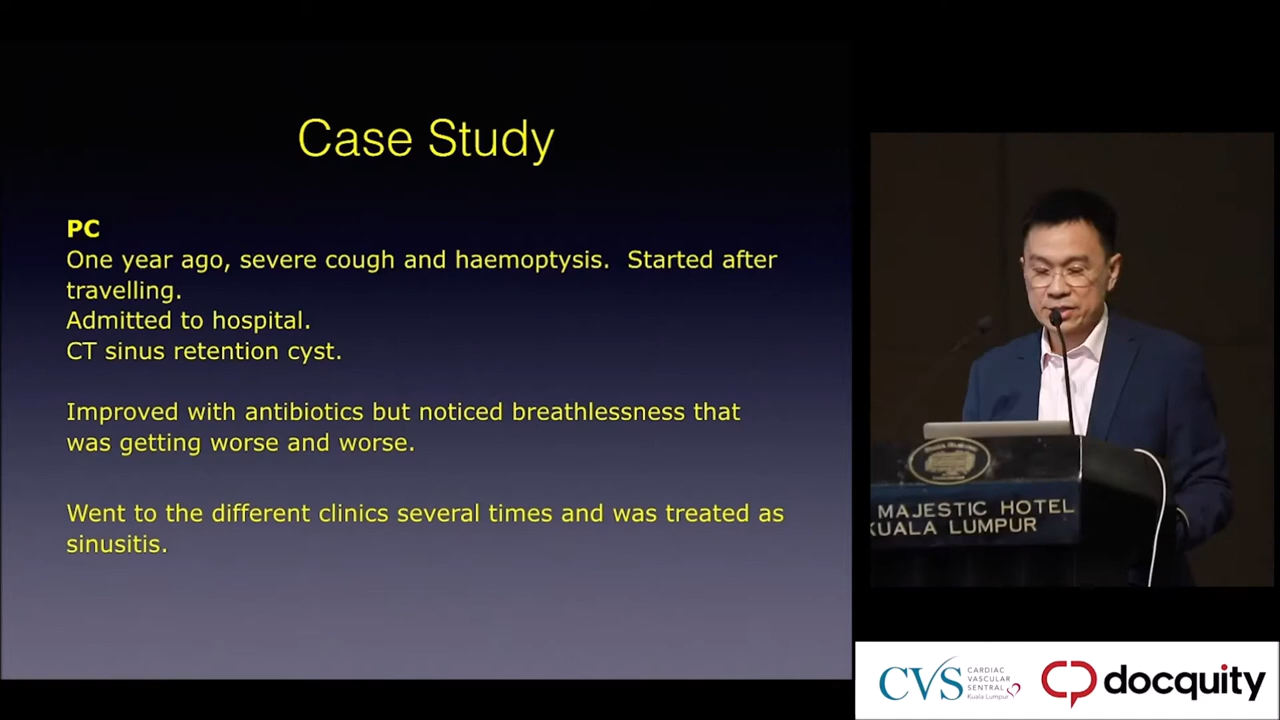 Case Study
PC
One year ago, severe cough and haemoptysis. Started after
travelling.
Admitted to hospital.
CT sinus retention cyst.
Improved with antibiotics but noticed breathlessness that
was getting worse and worse.
Went to the different clinics several times and was treated as
sinusitis.
MAJESTIC HOTEL
KUALA LUMPUR
CVS
CARDIAC
VASCULAR
SENTRAL
Kuala Lumpur
docquity